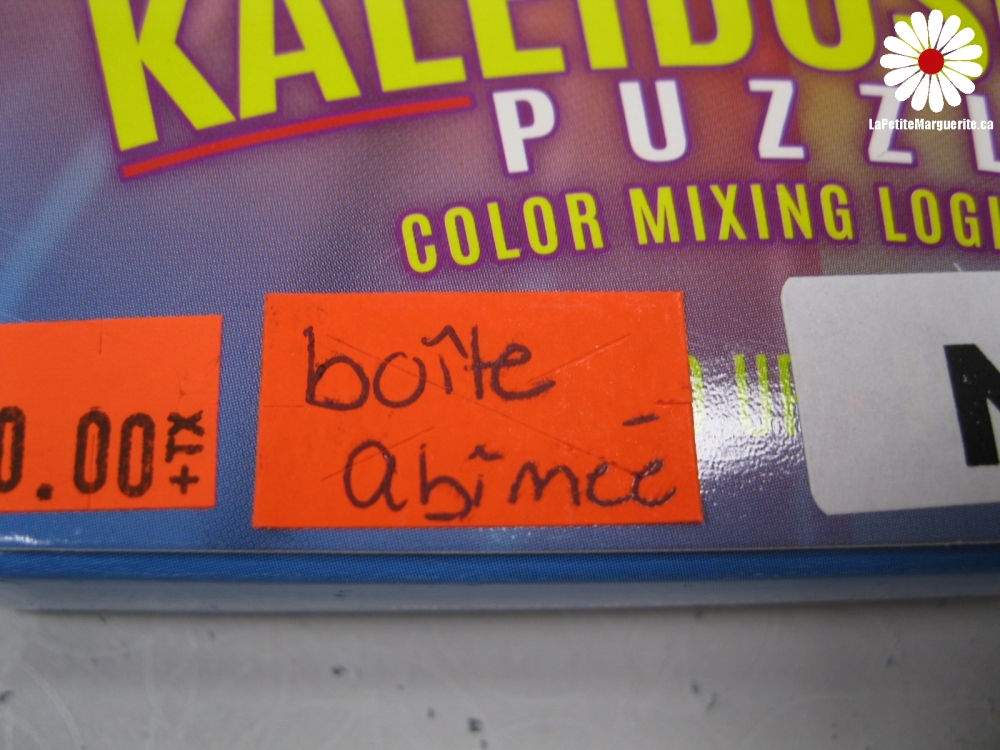 KALEIDOS
PUZZL
LaPetiteMarguerite.ca
COLOR MIXING LOGI
boîte
abîmée
0.00 +TX